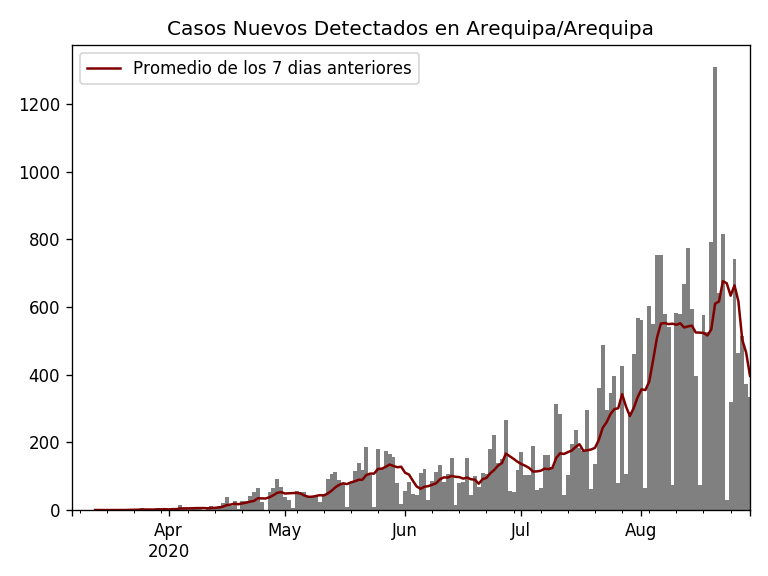 Casos Nuevos Detectados en Arequipa/Arequipa
Promedio de los 7 dias anteriores
1200
1000
800
600
400
200
0
Apr May Jun Jul Aug
2020